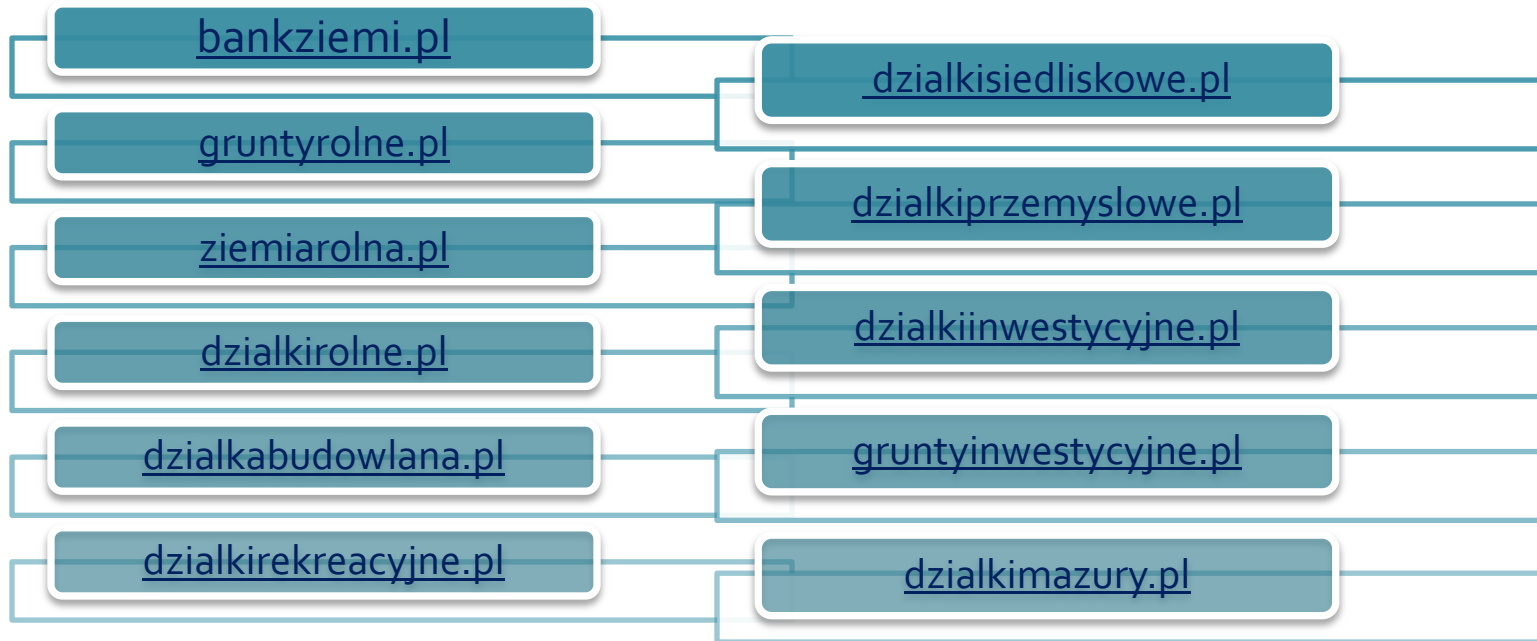 bankziemi.pl
gruntyrolne.pl
ziemiarolna.pl
dzialkirolne.pl
dzialkabudowlana.pl
dzialkirekreacyjne.pl
dzialkisiedliskowe.pl
dzialkiprzemyslowe.pl
dzialkiinwestycyjne.pl
gruntyinwestycyjne.pl
dzialkimazury.pl